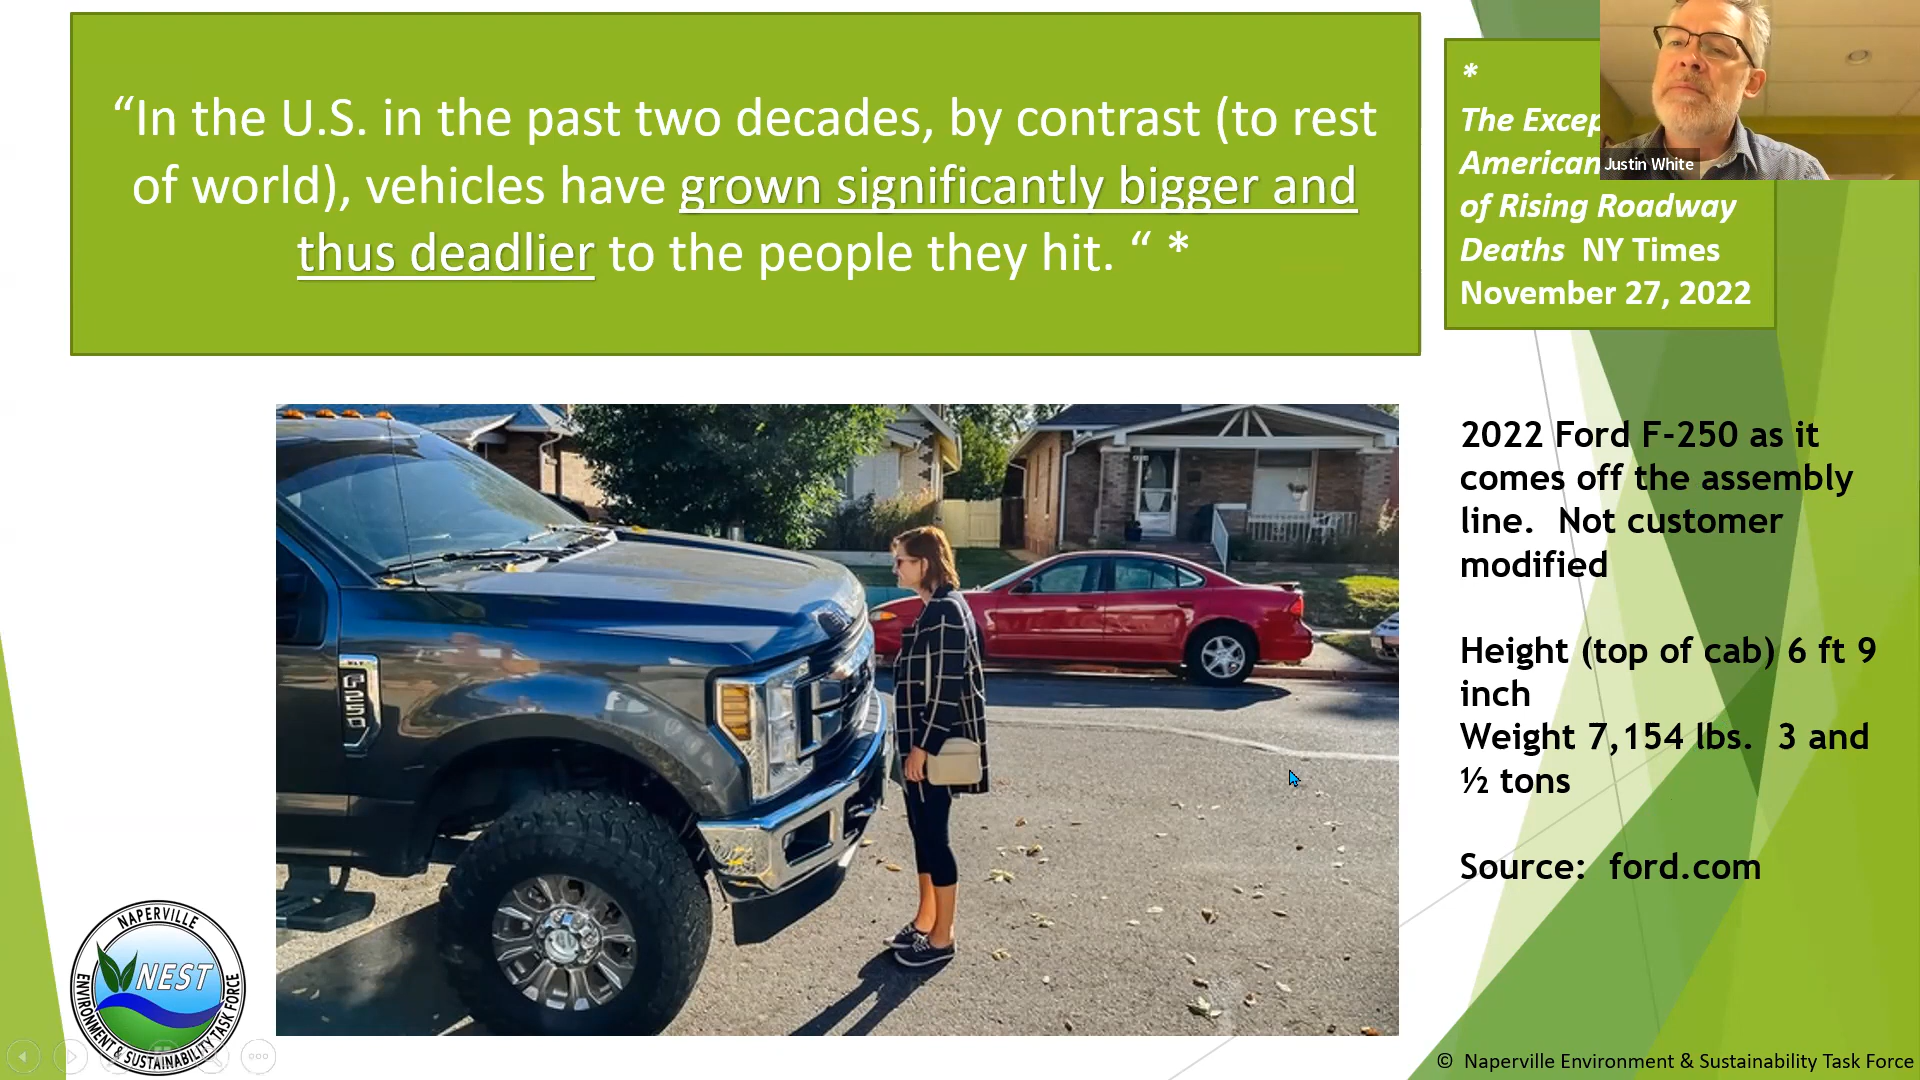 “In the U.S. in the past two decades, by contrast (to rest
of world), vehicles have grown significantly bigger and
thus deadlier to the people they hit. “ *
*
The Excep
American
of Rising Roadway
Deaths NY Times
November 27, 2022
Justin White
2022 Ford F-250 as it
comes off the assembly
line. Not customer
modified
Height (top of cab) 6 ft 9
inch
Weight 7,154 lbs. 3 and
½ tons
Source: ford.com
F250
NAPERVILLE
NEST
ENVIRONMENT & SUSTAINABILITY TASK FORCE
© Naperville Environment & Sustainability Task Force